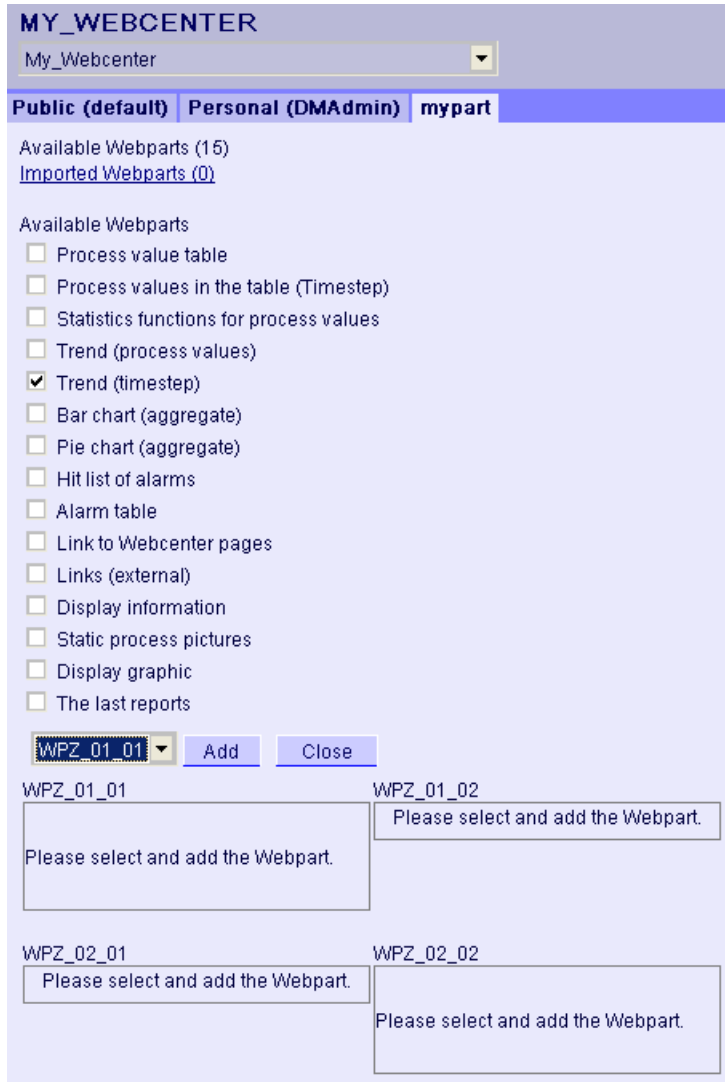 MY_WEBCENTER
My_Webcenter
Public (default) Personal (DMAdmin) mypart
Available Webparts (15)
Imported Webparts (0)
Available Webparts
Process value table
Process values in the table (Timestep)
Statistics functions for process values
Trend (process values)
Trend (timestep)
Bar chart (aggregate)
Pie chart (aggregate)
Hit list of alarms
Alarm table
Link to Webcenter pages
Links (external)
Display information
Static process pictures
Display graphic
The last reports
WPZ_01_01 Add Close
WPZ_01_01 WPZ_01_02
Please select and add the Webpart.
Please select and add the Webpart.
WPZ_02_01 WPZ_02_02
Please select and add the Webpart.
Please select and add the Webpart.